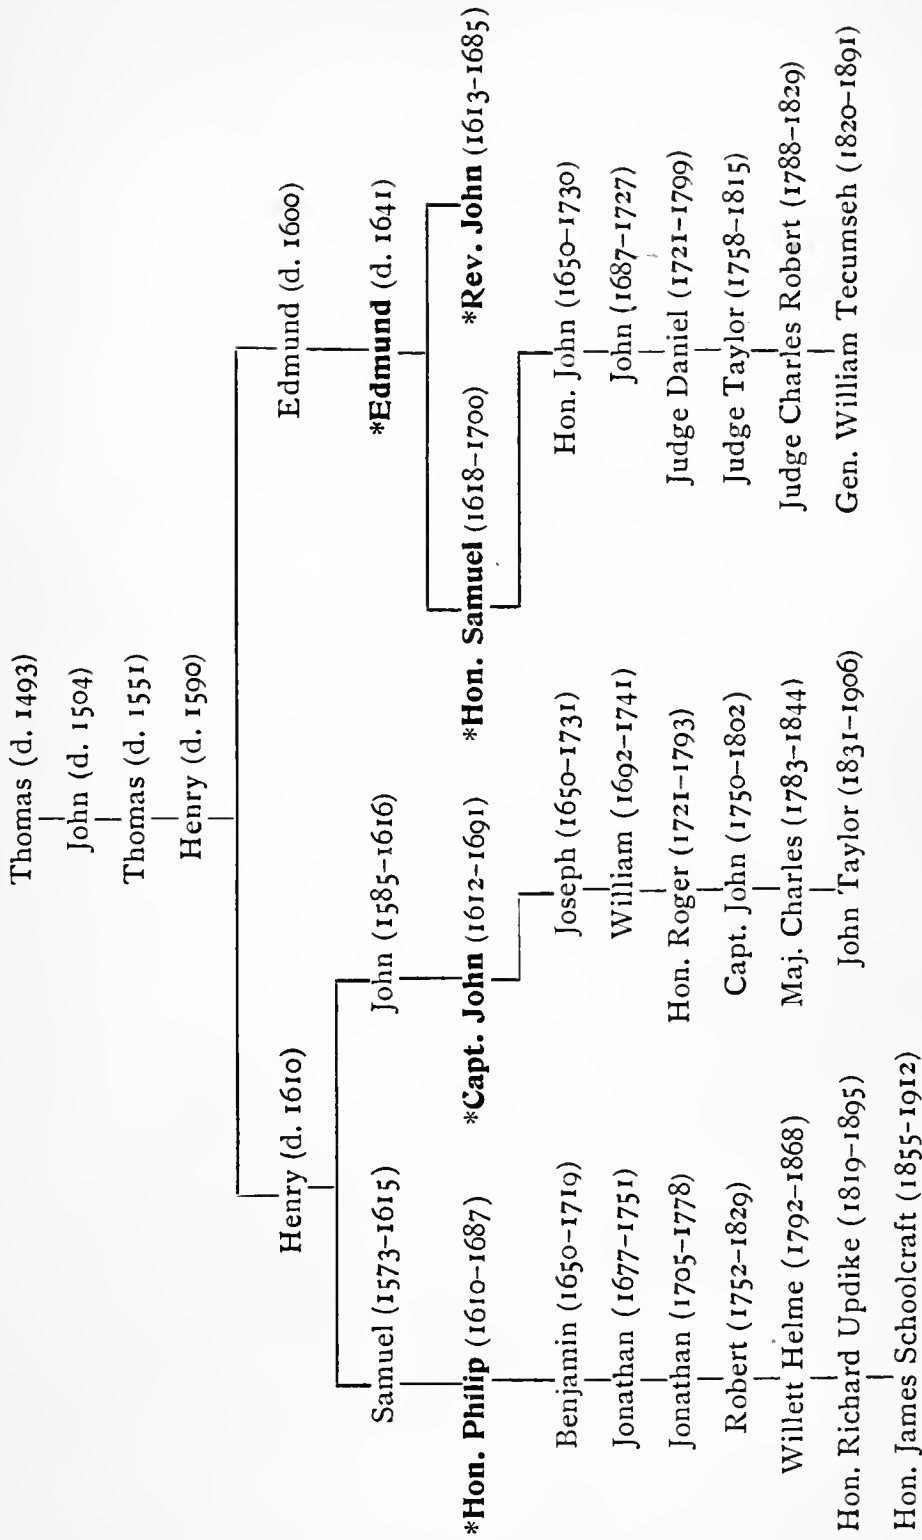 Thomas (d. 1493)
John (d. 1504)
Thomas (d. 1551)
Henry (d. 1590)
Henry (d. 1610)
Edmund (d. 1600)
Samuel (1573–1615)
John (1585–1616)
*Edmund (d. 1641)
*Hon. Philip (1610–1687)
*Capt. John (1612–1691)
*Hon. Samuel (1618–1700)
*Rev. John (1613–1685)
Benjamin (1650–1719)
Joseph (1650–1731)
Hon. John (1650–1730)
Jonathan (1677–1751)
William (1692–1741)
John (1687–1727)
Jonathan (1705–1778)
Hon. Roger (1721–1793)
Judge Daniel (1721–1799)
Robert (1752–1829)
Capt. John (1750–1802)
Judge Taylor (1758–1815)
Willett Helme (1792–1868)
Maj. Charles (1783–1844)
Judge Charles Robert (1788–1829)
Hon. Richard Updike (1819–1895)
John Taylor (1831–1906)
Gen. William Tecumseh (1820–1891)
Hon. James Schoolcraft (1855–1912)